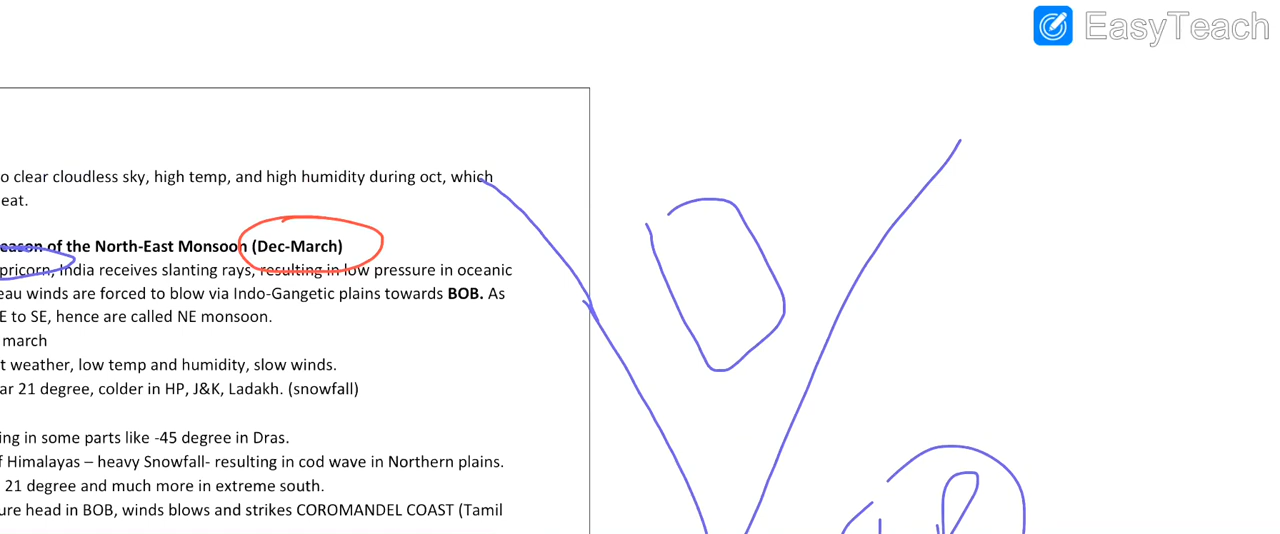 EasyTeach
o clear cloudless sky, high temp, and high humidity during oct, which
eat.
eason of the North-East Monsoon (Dec-March)
pricorn, India receives slanting rays, resulting in low pressure in oceanic
eau winds are forced to blow via Indo-Gangetic plains towards BOB. As
E to SE, hence are called NE monsoon.
march
t weather, low temp and humidity, slow winds.
ar 21 degree, colder in HP, J&K, Ladakh. (snowfall)
ing in some parts like -45 degree in Dras.
f Himalayas – heavy Snowfall- resulting in cod wave in Northern plains.
21 degree and much more in extreme south.
ure head in BOB, winds blows and strikes COROMANDEL COAST (Tamil